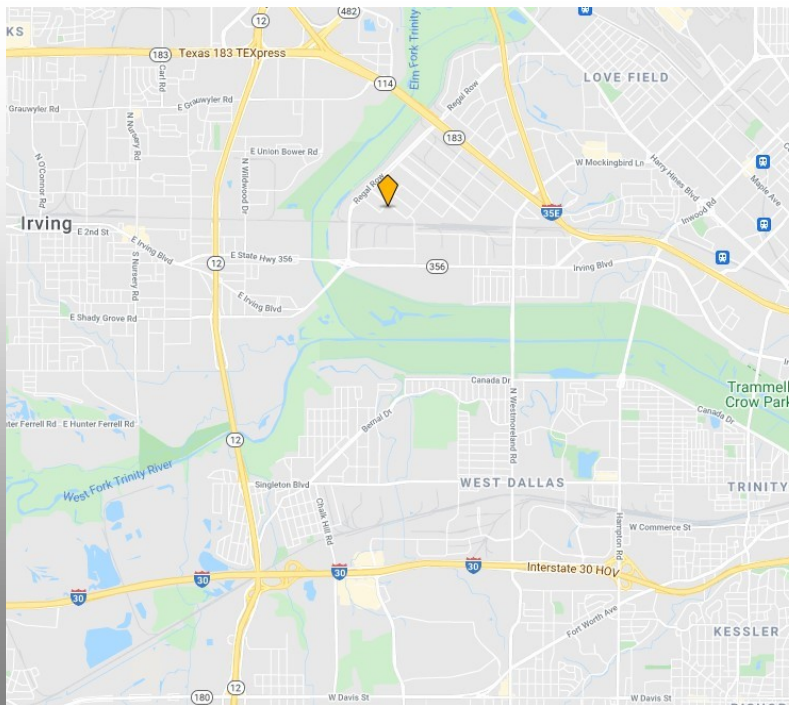 KS
12
482
183
Texas 183 TEXpress
Carl Rd
114
Elm Fork Trinity
Regal Row
LOVE FIELD
E Grauwyler Rd
Grauwyler Rd
N Nursery Rd
183
E Union Bower Rd
W Mockingbird Ln
Harry Hines Blvd
Maple Ave
N O'Connor Rd
N Wildwood Dr
Regal Row
35E
Inwood Rd
Irving
E 2nd St
E Irving Blvd
S Nursery Rd
12
E State Hwy 356
356
Irving Blvd
E Irving Blvd
E Shady Grove Rd
Canada Dr
Trammell
Crow Park
Canada Dr
N Westmoreland Rd
Bernal Dr
nter Ferrell Rd
E Hunter Ferrell Rd
12
West Fork Trinity River
Singleton Blvd
WEST DALLAS
TRINITY
Chalk Hill Rd
Hampton Rd
W Commerce St
30
30
30
30
Interstate 30 HOV
Fort Worth Ave
KESSLER
180
12
W Davis St
W Davis St